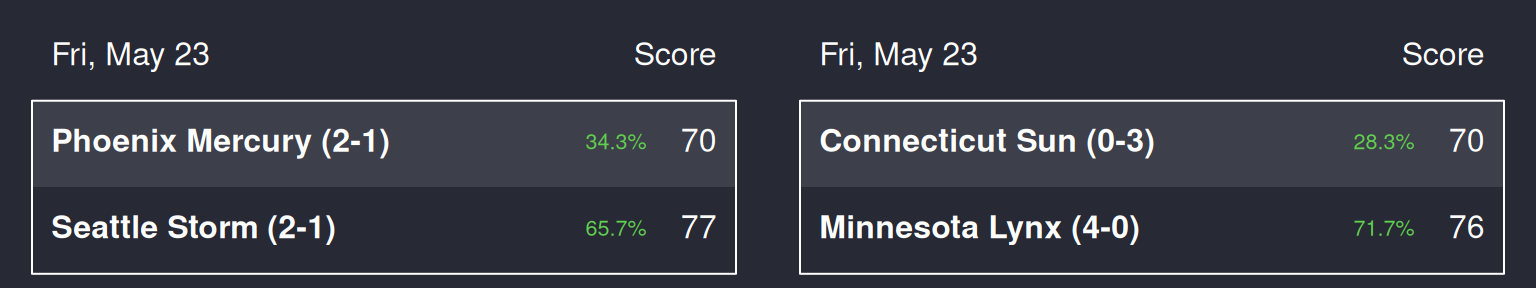 Fri, May 23 Score
Phoenix Mercury (2-1) 34.3% 70
Seattle Storm (2-1) 65.7% 77
Fri, May 23 Score
Connecticut Sun (0-3) 28.3% 70
Minnesota Lynx (4-0) 71.7% 76